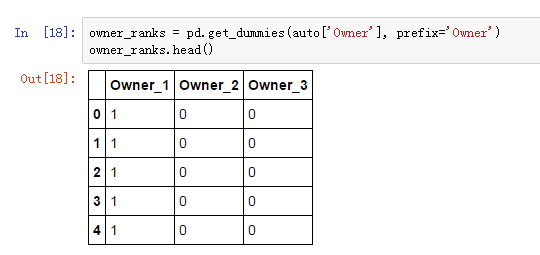 In [18]: owner_ranks = pd.get_dummies(auto['Owner'], prefix='Owner')
owner_ranks.head()
Out[18]:
Owner_1 Owner_2 Owner_3
0 1 0 0
1 1 0 0
2 1 0 0
3 1 0 0
4 1 0 0